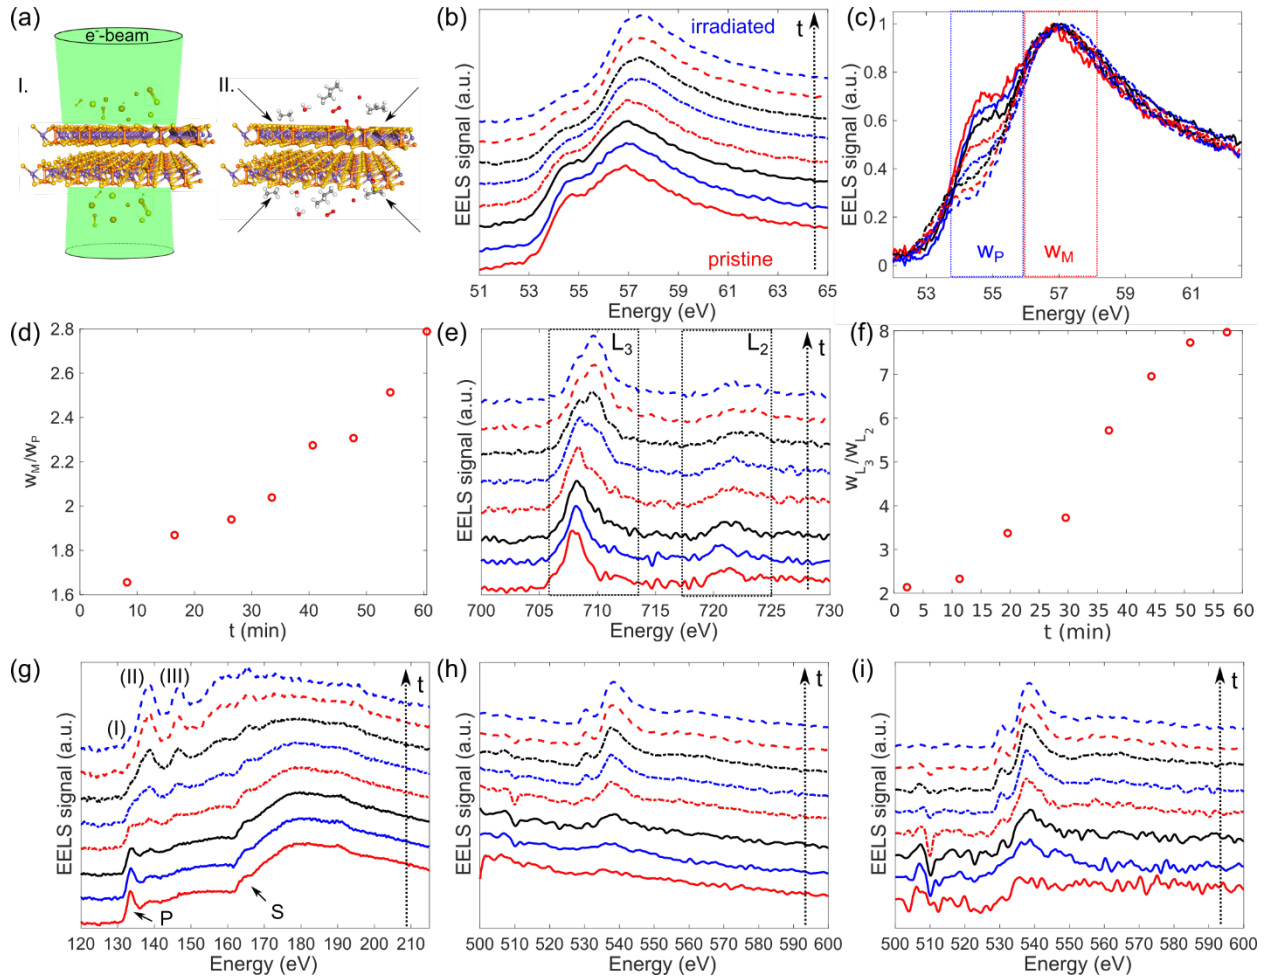 (a)
e⁻-beam
I.
II.
(b)
EELS signal (a.u.)
irradiated
t
pristine
51 53 55 57 59 61 63 65
Energy (eV)
(c)
EELS signal (a.u.)
1
0.8
0.6
0.4
0.2
0
w_P
w_M
53 55 57 59 61
Energy (eV)
(d)
w_M/w_P
2.8
2.6
2.4
2.2
2
1.8
1.6
0 10 20 30 40 50 60
t (min)
(e)
EELS signal (a.u.)
L₃
L₂
t
700 705 710 715 720 725 730
Energy (eV)
(f)
w_L₃/w_L₂
8
7
6
5
4
3
2
0 5 10 15 20 25 30 35 40 45 50 55 60
t (min)
(g)
EELS signal (a.u.)
(II) (III)
(I)
t
P
S
120 130 140 150 160 170 180 190 200 210
Energy (eV)
(h)
EELS signal (a.u.)
t
500 510 520 530 540 550 560 570 580 590 600
Energy (eV)
(i)
EELS signal (a.u.)
t
500 510 520 530 540 550 560 570 580 590 600
Energy (eV)